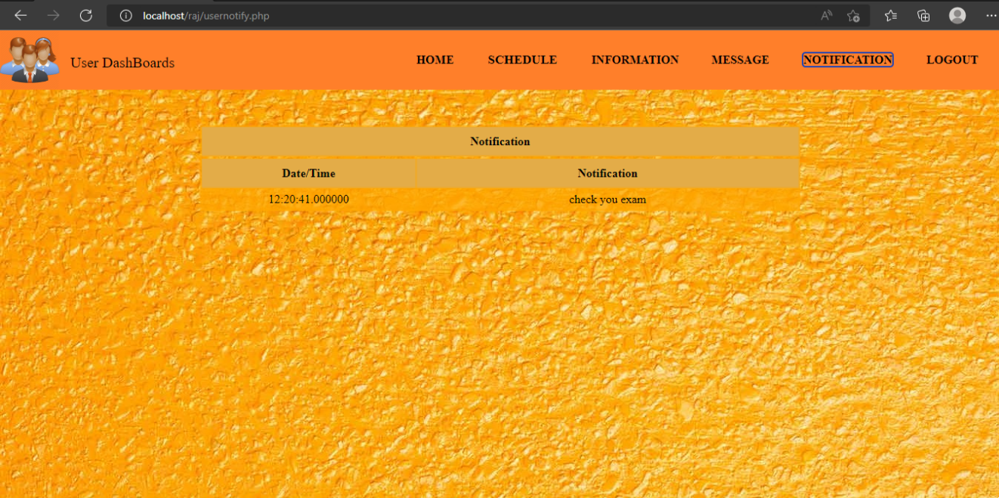 localhost/raj/usernotify.php
User DashBoards HOME SCHEDULE INFORMATION MESSAGE NOTIFICATION LOGOUT
Notification
Date/Time Notification
12:20:41.000000 check you exam